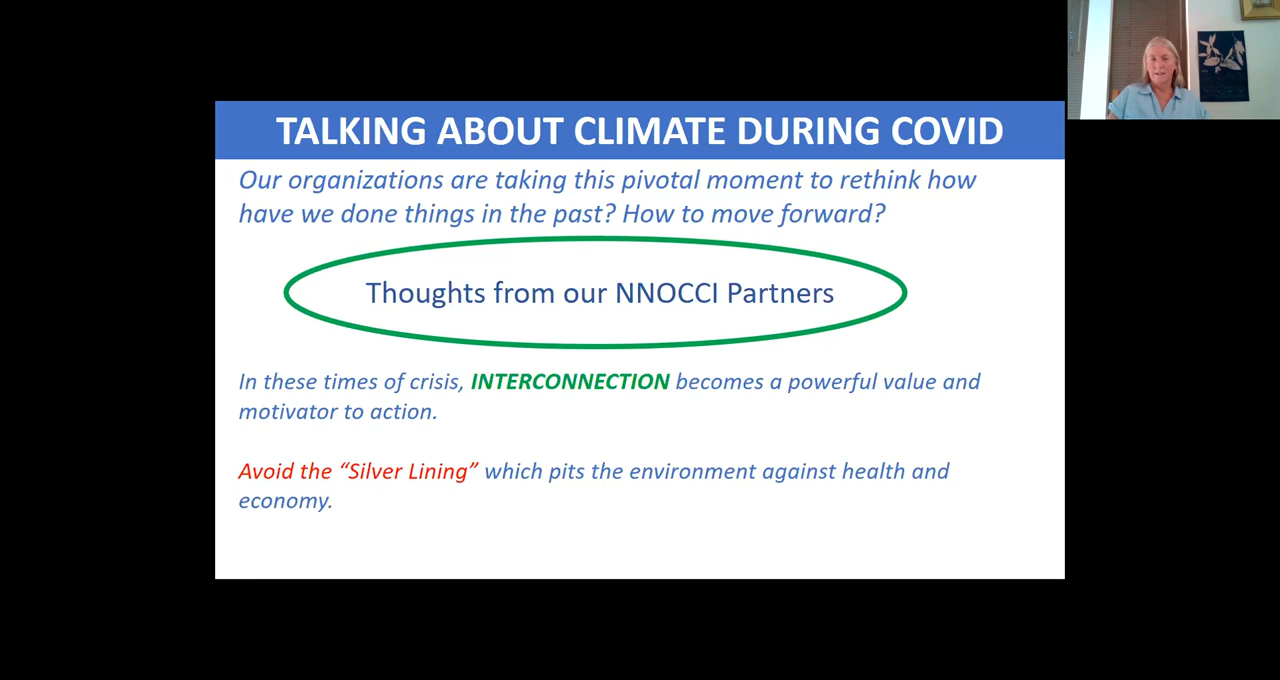 TALKING ABOUT CLIMATE DURING COVID
Our organizations are taking this pivotal moment to rethink how
have we done things in the past? How to move forward?
Thoughts from our NNOCCI Partners
In these times of crisis, INTERCONNECTION becomes a powerful value and
motivator to action.
Avoid the “Silver Lining” which pits the environment against health and
economy.